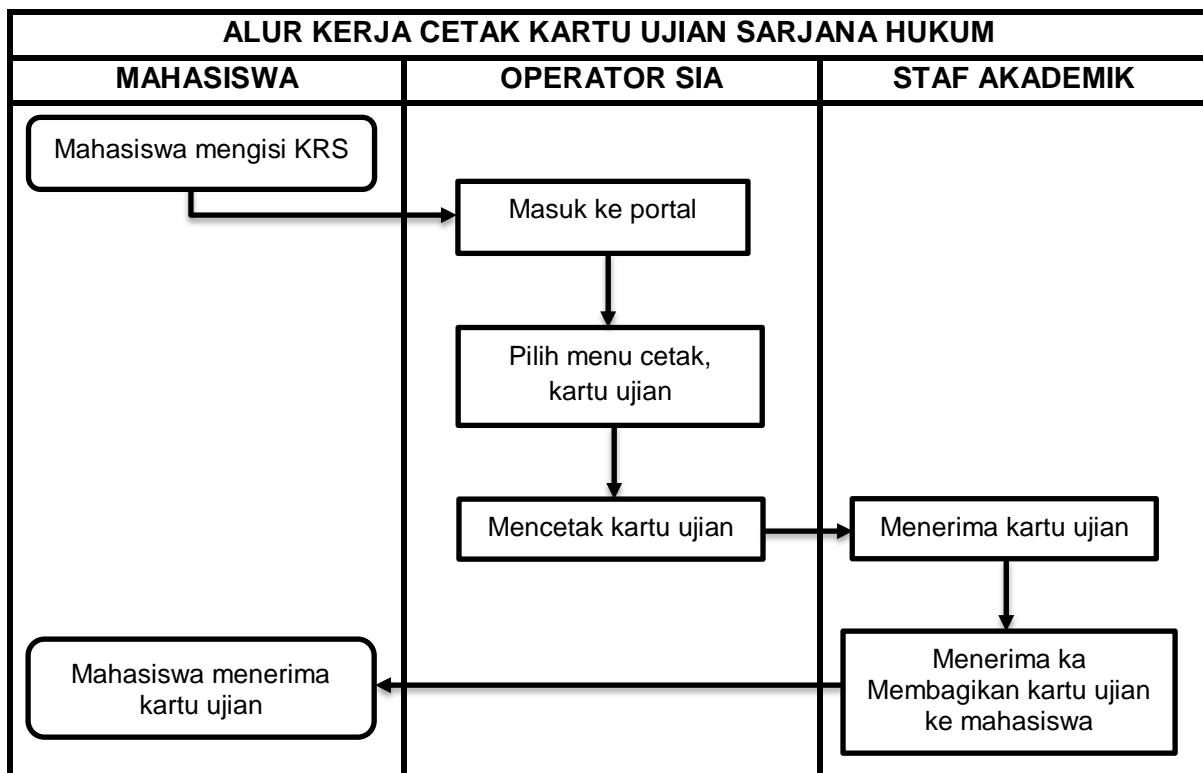 ALUR KERJA CETAK KARTU UJIAN SARJANA HUKUM
MAHASISWA
OPERATOR SIA
STAF AKADEMIK
Mahasiswa mengisi KRS
Masuk ke portal
Pilih menu cetak,
kartu ujian
Mencetak kartu ujian
Menerima kartu ujian
Menerima ka
Membagikan kartu ujian
ke mahasiswa
Mahasiswa menerima
kartu ujian